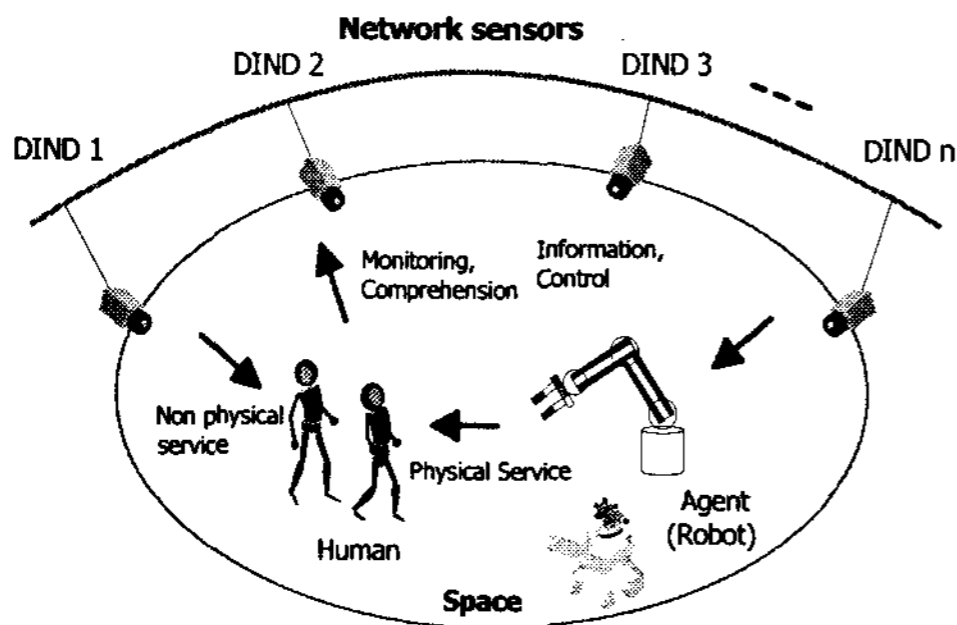 Network sensors
DIND 2
DIND 3
DIND 1
DIND n
Monitoring,
Comprehension
Information,
Control
Non physical
service
Physical Service
Agent
(Robot)
Human
Space